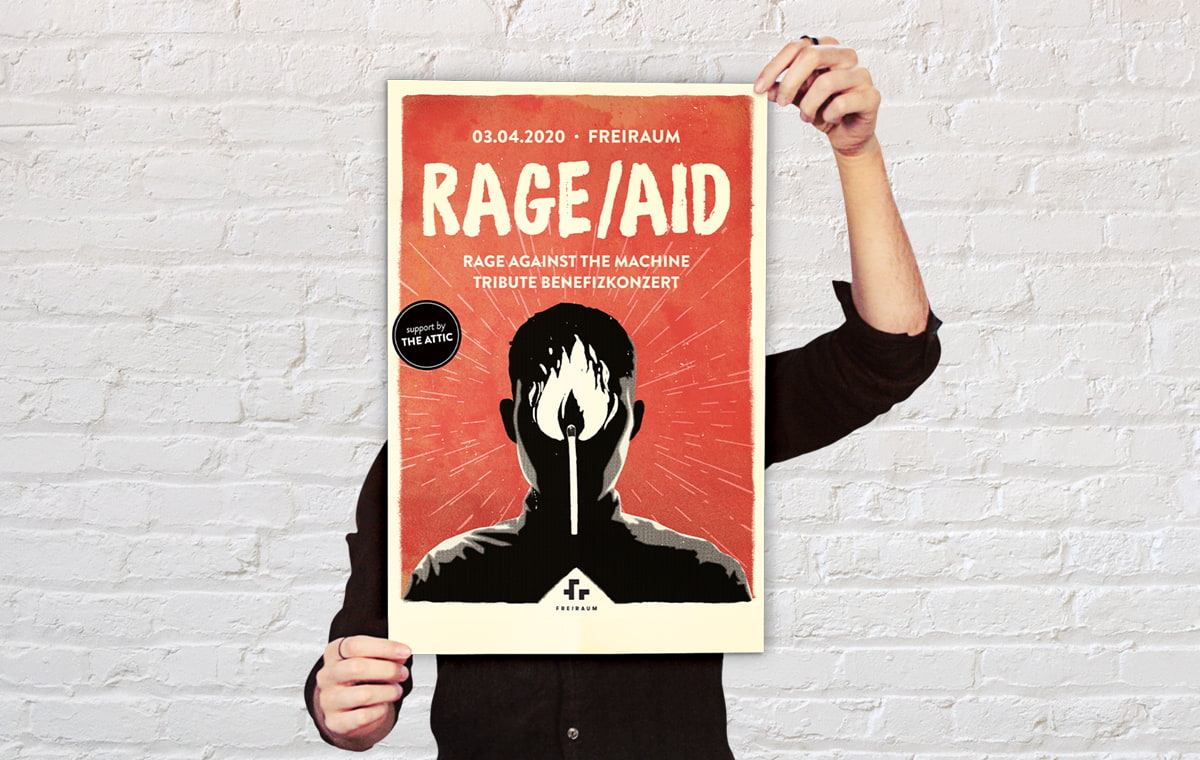 03.04.2020 • FREIRAUM
RAGE/AID
RAGE AGAINST THE MACHINE
TRIBUTE BENEFIZKONZERT
support by
THE ATTIC
FREIRAUM